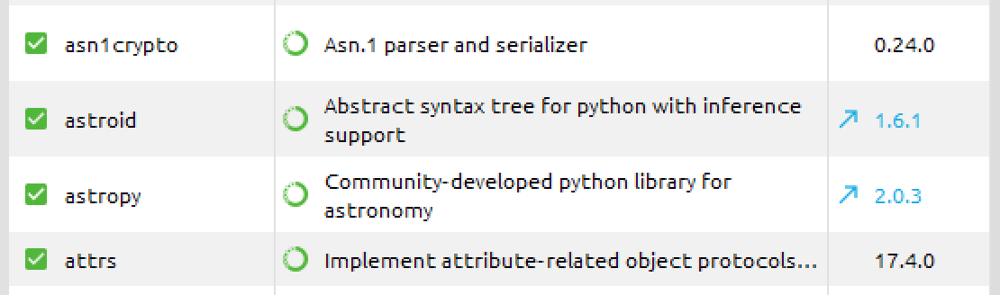 asn1crypto Asn.1 parser and serializer 0.24.0
astroid Abstract syntax tree for python with inference 1.6.1
support
astropy Community-developed python library for 2.0.3
astronomy
attrs Implement attribute-related object protocols... 17.4.0